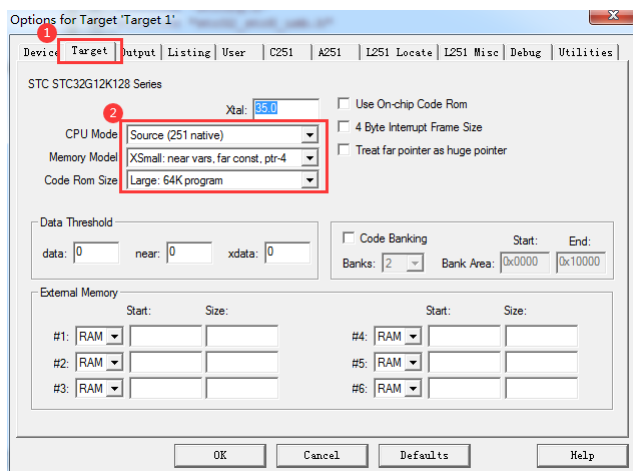 Options for Target 'Target 1'
1
Device Target Output Listing User C251 A251 L251 Locate L251 Misc Debug Utilities
STC STC32G12K128 Series
Xtal: 35.0
Use On-chip Code Rom
2
CPU Mode Source (251 native)
4 Byte Interrupt Frame Size
Memory Model XSmall: near vars, far const, ptr-4
Treat far pointer as huge pointer
Code Rom Size Large: 64K program
Data Threshold
data: 0 near: 0 xdata: 0
Code Banking Start: End:
Banks: 2 Bank Area: 0x0000 0x10000
External Memory
Start: Size: Start: Size:
#1: RAM #4: RAM
#2: RAM #5: RAM
#3: RAM #6: RAM
OK Cancel Defaults Help